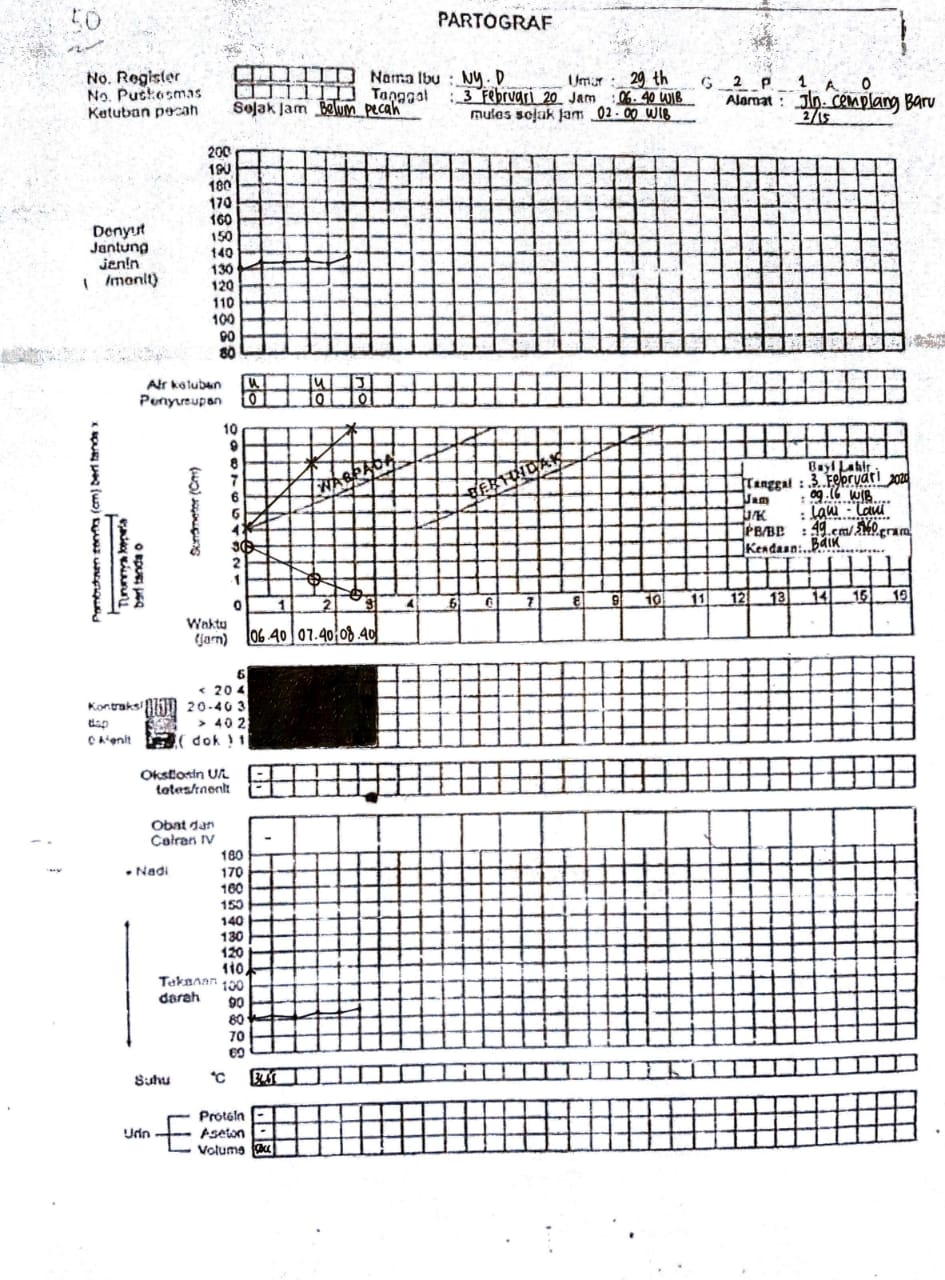 50
PARTOGRAF
No. Register Nama Ibu : Ny. D Umur : 29 th G 2 P 1 A 0
No. Puskesmas Tanggal : 3 Februari 20 Jam : 06.40 WIB Alamat : Jln. Cemplang Baru
Ketuban pecah Sejak jam Belum pecah mules sejak jam 02.00 WIB 2/15
200
190
180
170
160
150
140
130
120
110
100
90
80
Denyut
Jantung
Janin
( /menit)
Air ketuban U U J
Penyusupan 0 0 0
Pembukaan serviks (cm) beri tanda x
Turunnya kepala
beri tanda o
Sentimeter (Cm)
10
9
8
7
6
5
4
3
2
1
0
WASPADA
BERTINDAK
Bayi Lahir
Tanggal : 3 Februari 2020
Jam : 09.16 WIB
J/K : Laki - Laki
PB/BB : 49 cm/ gram
Keadaan: Baik
1 2 3 4 5 6 7 8 9 10 11 12 13 14 15 16
Waktu
(jam) 06.40 07.40 08.40
Kontraksi
tiap
0 Menit
5
< 20 4
20-40 3
> 40 2
( dok ) 1
Oksitosin U/L -
tetes/menit -
Obat dan
Cairan IV -
• Nadi
Tekanan
darah
180
170
160
150
140
130
120
110
100
90
80
70
60
Suhu °C
Urin
Protein -
Aseton -
Volume